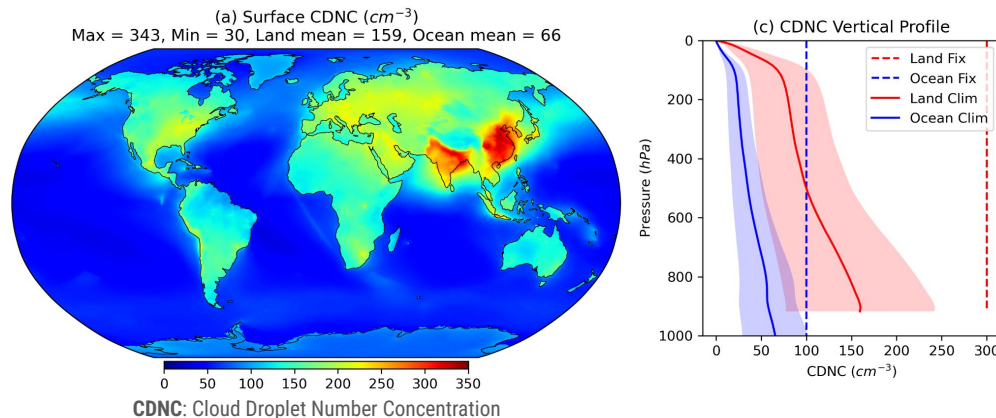 (a) Surface CDNC (cm⁻³)
Max = 343, Min = 30, Land mean = 159, Ocean mean = 66
0 50 100 150 200 250 300 350
CDNC: Cloud Droplet Number Concentration
(c) CDNC Vertical Profile
Land Fix
Ocean Fix
Land Clim
Ocean Clim
Pressure (hPa)
0
200
400
600
800
1000
0 50 100 150 200 250 300
CDNC (cm⁻³)